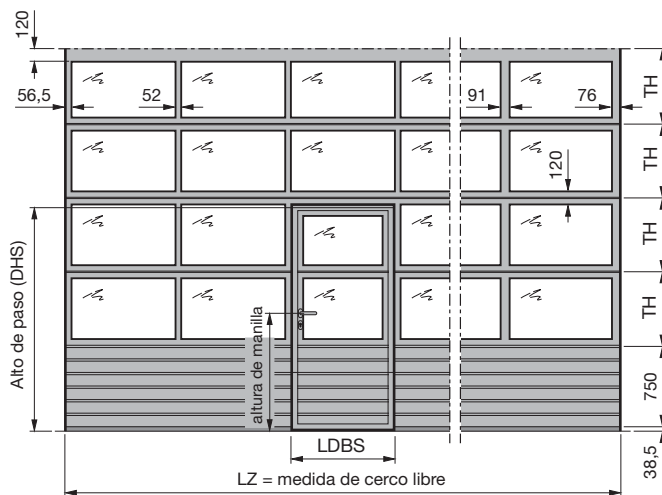 120
56,5
52
91
76
TH
TH
120
TH
TH
Alto de paso (DHS)
altura de manilla
750
38,5
LDBS
LZ = medida de cerco libre